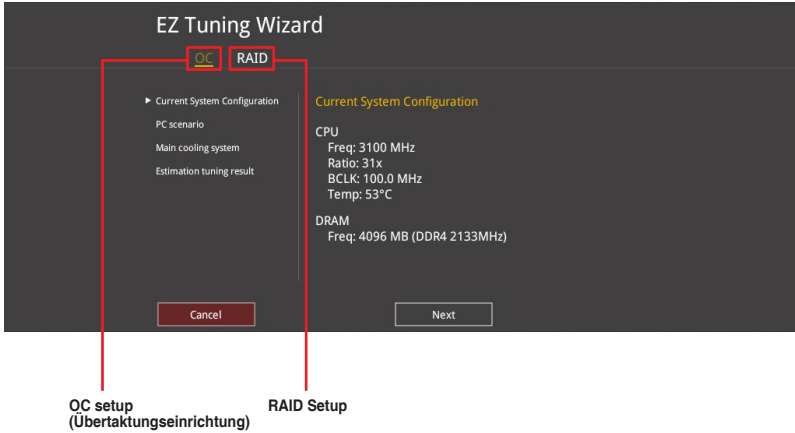 EZ Tuning Wizard
OC RAID
Current System Configuration
PC scenario
Main cooling system
Estimation tuning result
Current System Configuration
CPU
Freq: 3100 MHz
Ratio: 31x
BCLK: 100.0 MHz
Temp: 53°C
DRAM
Freq: 4096 MB (DDR4 2133MHz)
Cancel
Next
OC setup
(Übertaktungseinrichtung)
RAID Setup